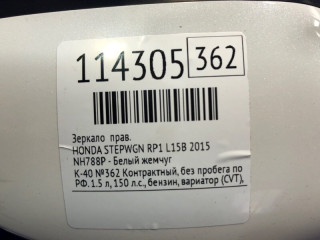 114305 362
Зеркало прав.
HONDA STEPWGN RP1 L15B 2015
NH788P - Белый жемчуг
К-40 №362 Контрактный, без пробега по
РФ. 1.5 л, 150 л.с., бензин, вариатор (CVT),